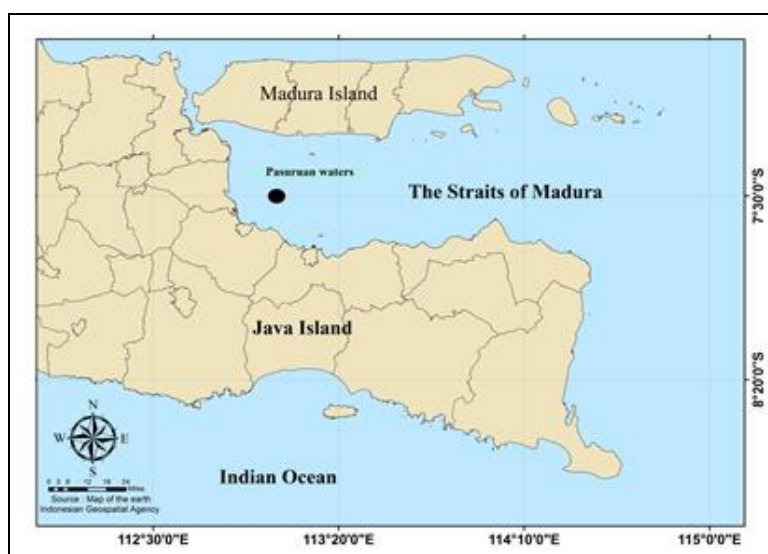 Madura Island
Pasuruan waters
The Straits of Madura
7°30'0"S
Java Island
8°20'0"S
N
W E
S
Indian Ocean
Miles
Source : Map of the earth
Indonesian Geospatial Agency
112°30'0"E 113°20'0"E 114°10'0"E 115°0'0"E